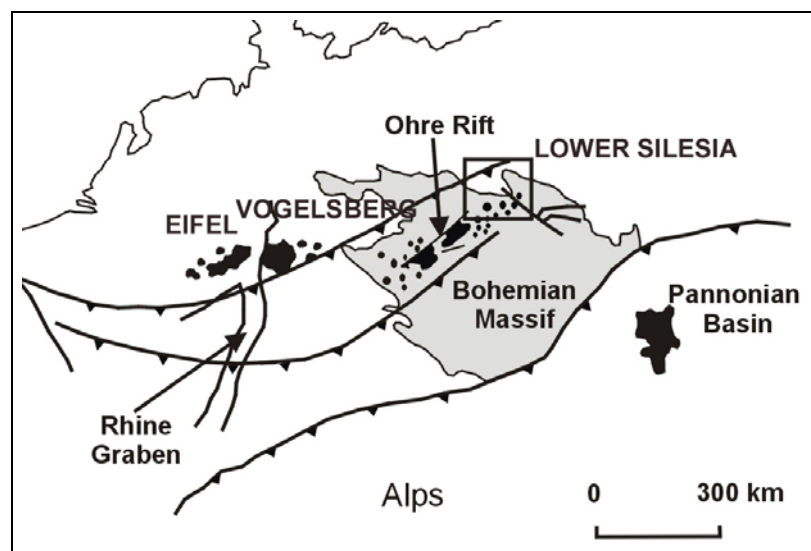 Ohre Rift
LOWER SILESIA
VOGELSBERG
EIFEL
Bohemian
Massif
Pannonian
Basin
Rhine
Graben
Alps
0 300 km